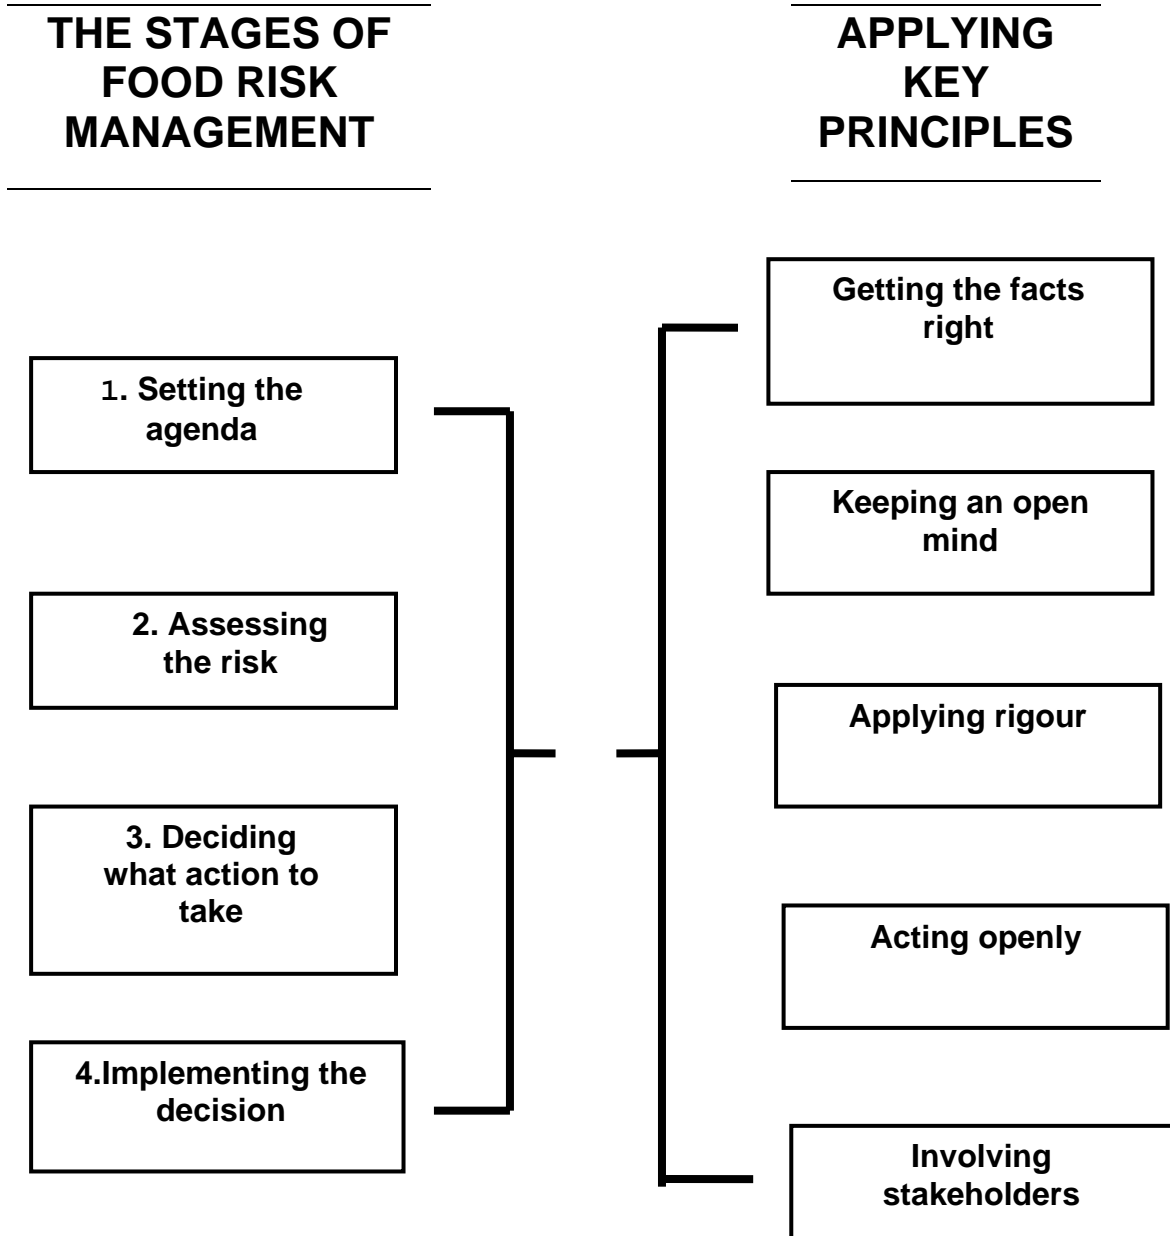 THE STAGES OF
FOOD RISK
MANAGEMENT
1. Setting the
agenda
2. Assessing
the risk
3. Deciding
what action to
take
4.Implementing the
decision
APPLYING
KEY
PRINCIPLES
Getting the facts
right
Keeping an open
mind
Applying rigour
Acting openly
Involving
stakeholders